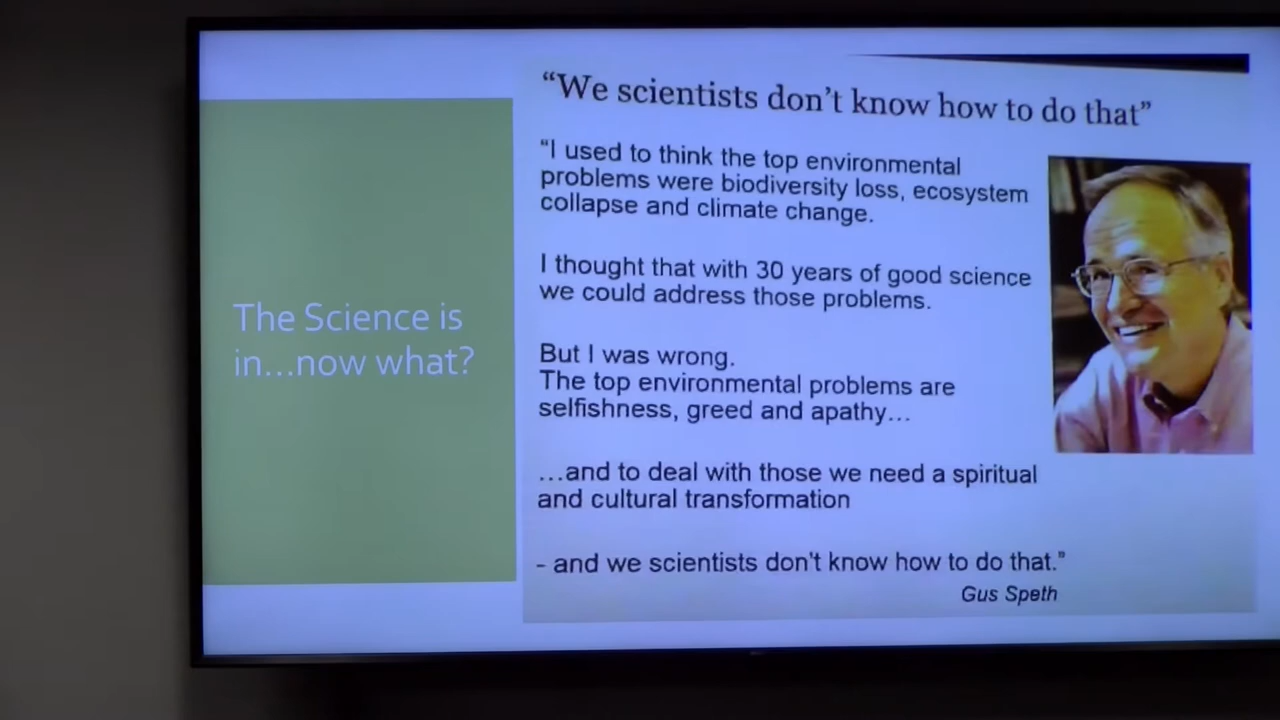 The Science is
in...now what?
“We scientists don’t know how to do that”
“I used to think the top environmental
problems were biodiversity loss, ecosystem
collapse and climate change.
I thought that with 30 years of good science
we could address those problems.
But I was wrong.
The top environmental problems are
selfishness, greed and apathy…
…and to deal with those we need a spiritual
and cultural transformation
- and we scientists don't know how to do that.”
Gus Speth